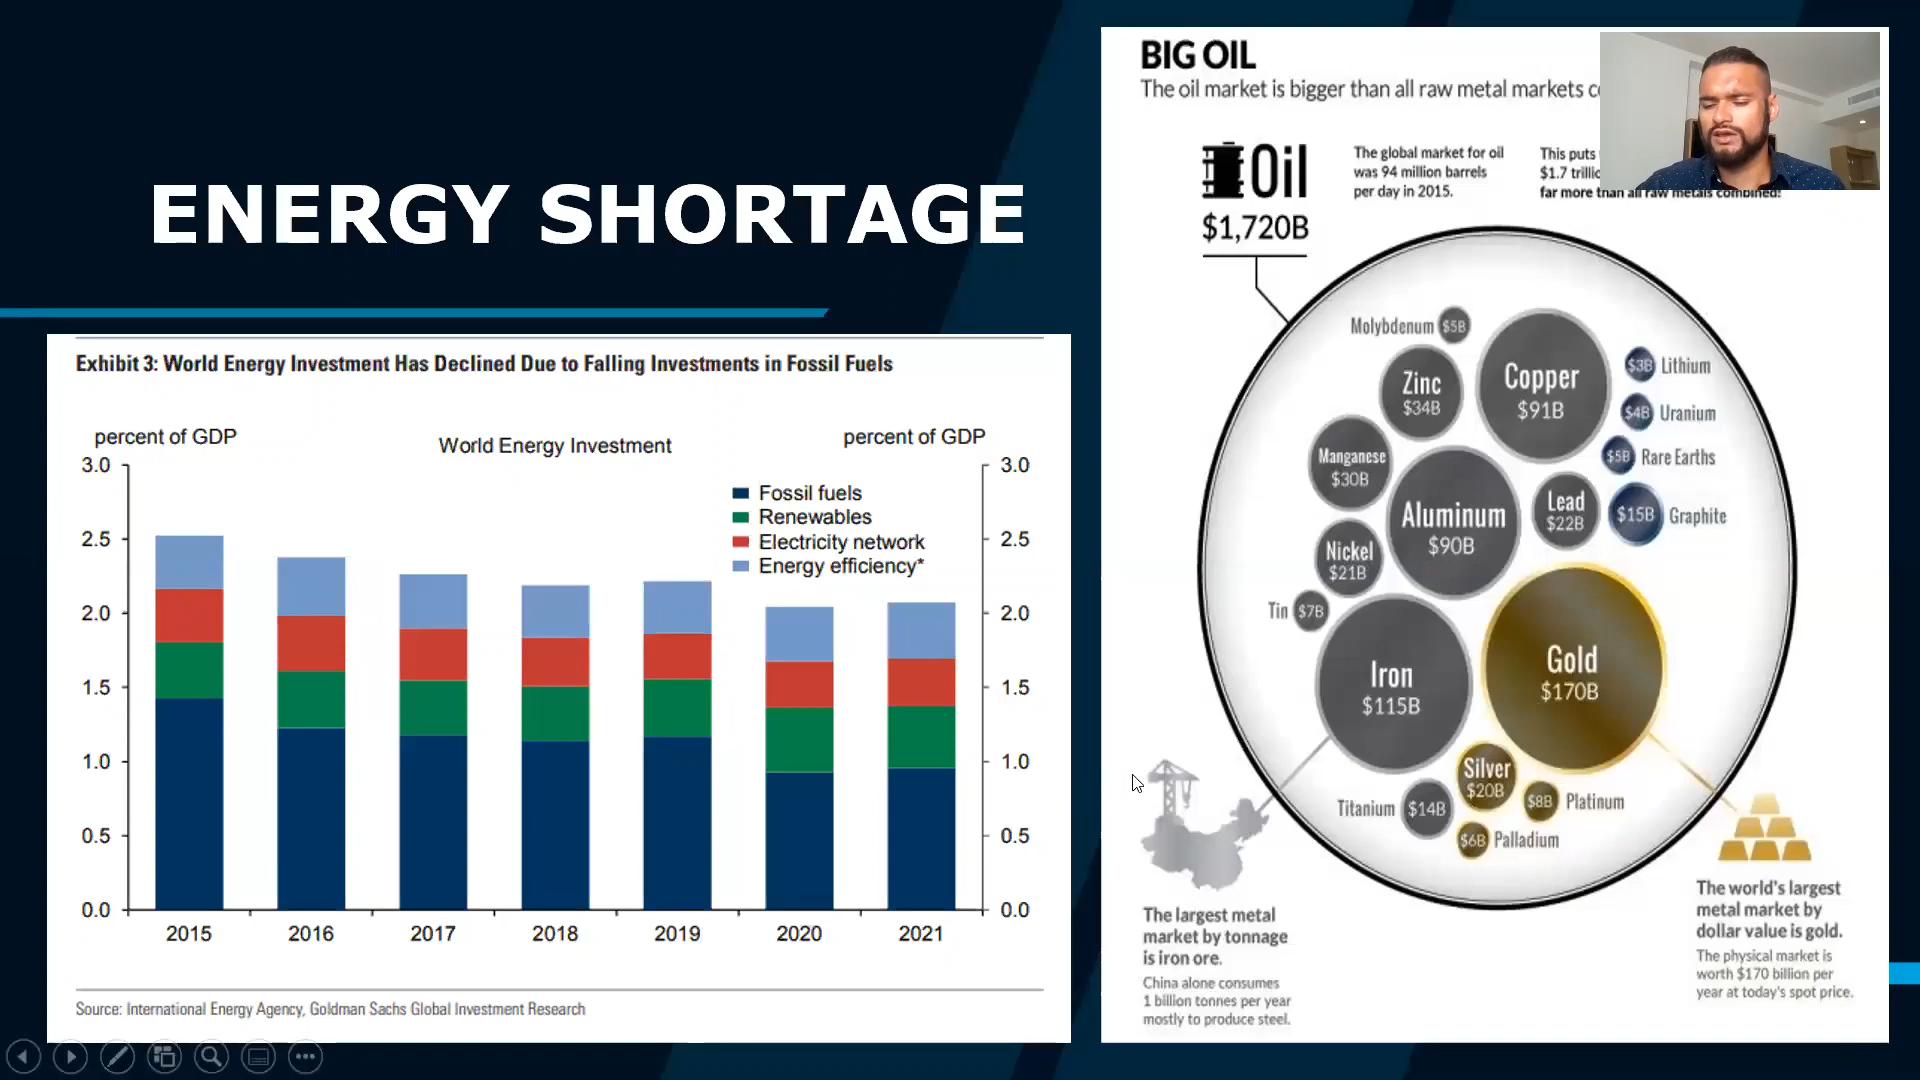 ENERGY SHORTAGE
Exhibit 3: World Energy Investment Has Declined Due to Falling Investments in Fossil Fuels
percent of GDP
World Energy Investment
percent of GDP
3.0
2.5
2.0
1.5
1.0
0.5
0.0
Fossil fuels
Renewables
Electricity network
Energy efficiency*
3.0
2.5
2.0
1.5
1.0
0.5
0.0
2015 2016 2017 2018 2019 2020 2021
Source: International Energy Agency, Goldman Sachs Global Investment Research
BIG OIL
The oil market is bigger than all raw metal markets
Oil
$1,720B
The global market for oil
was 94 million barrels
per day in 2015.
This puts
$1.7
far more than all raw metals combined!
Molybdenum $5B
Copper
$91B
Zinc
$34B
$3B Lithium
$4B Uranium
$5B Rare Earths
$15B Graphite
Manganese
$30B
Aluminum
$90B
Lead
$22B
Nickel
$21B
Tin $7B
Iron
$115B
Gold
$170B
Silver
$20B
Titanium $14B
$8B Platinum
$6B Palladium
The largest metal
market by tonnage
is iron ore.
China alone consumes
1 billion tonnes per year
mostly to produce steel.
The world's largest
metal market by
dollar value is gold.
The physical market is
worth $170 billion per
year at today's spot price.